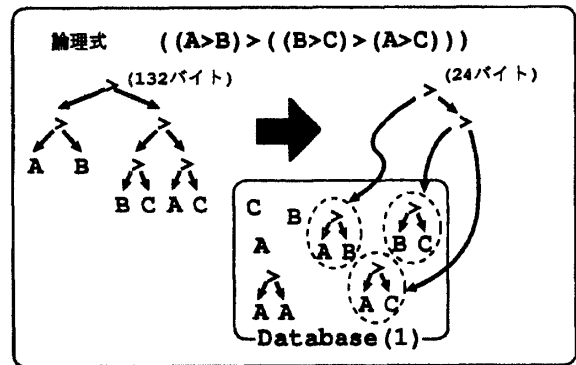 論理式 ((A>B)>((B>C)>(A>C)))
> (132バイト)
> (24バイト)
> > >
A B > >
B C A C
C B > >
A A B B C
> >
A A A C
Database(1)